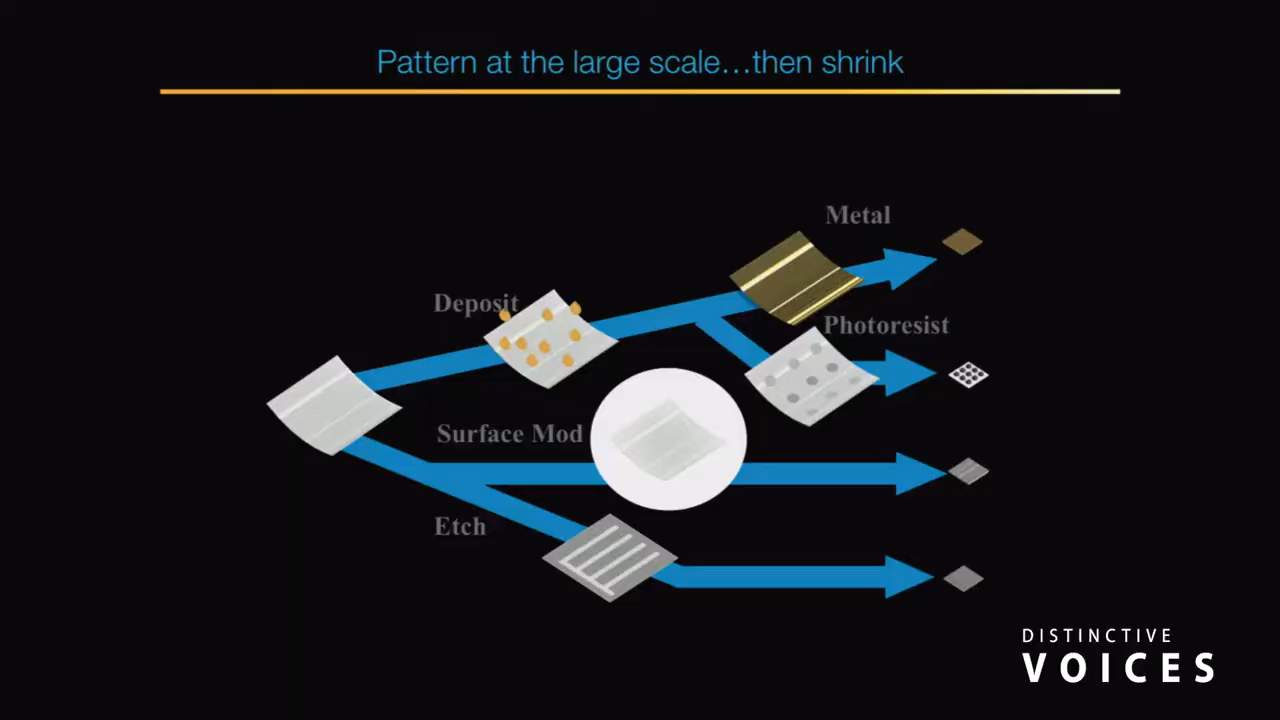 Pattern at the large scale…then shrink
Metal
Deposit
Photoresist
Surface Mod
Etch
DISTINCTIVE
VOICES